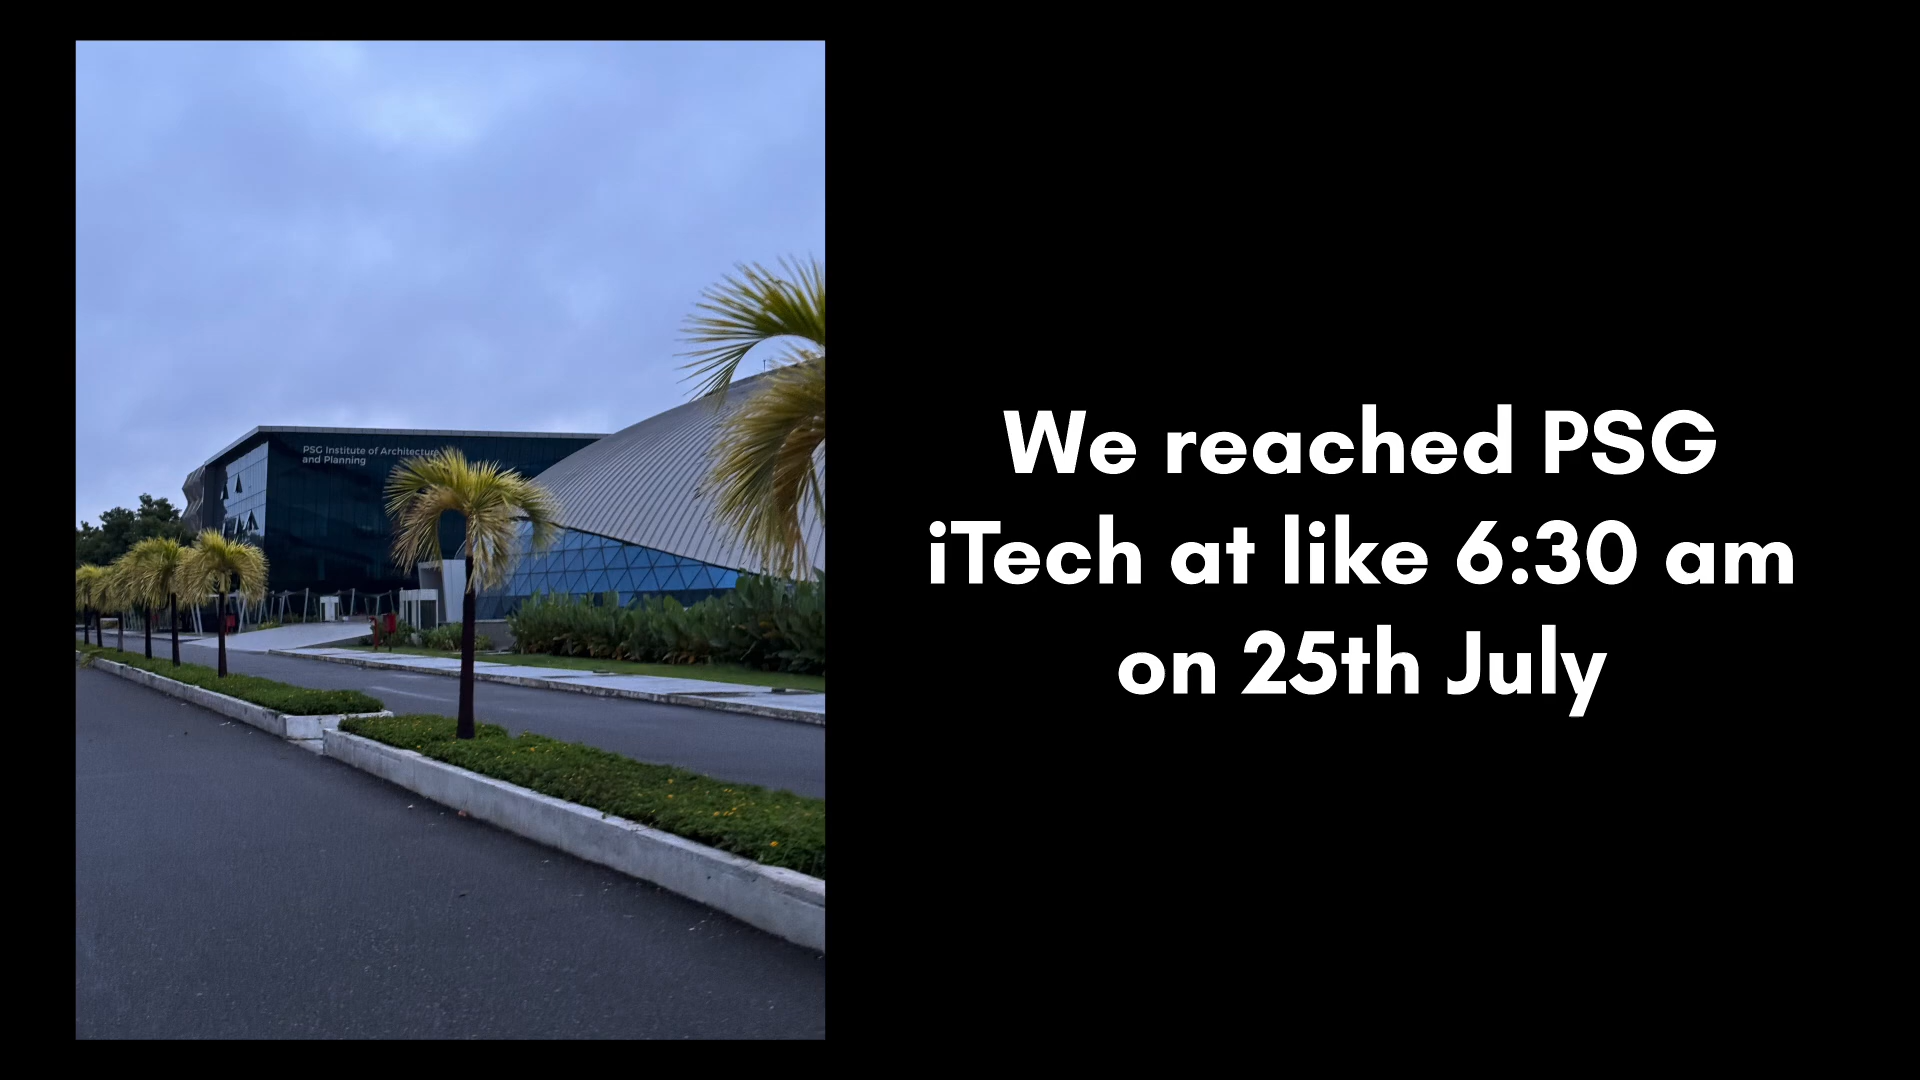 PSG Institute of Architecture
and Planning
We reached PSG
iTech at like 6:30 am
on 25th July